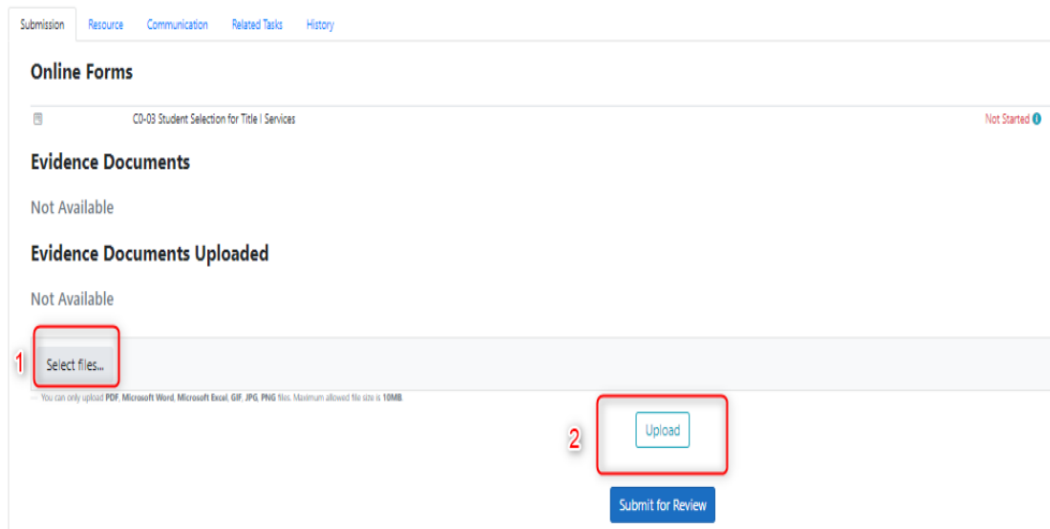 Submission Resource Communication Related Tasks History
Online Forms
C0-03 Student Selection for Title I Services Not Started
Evidence Documents
Not Available
Evidence Documents Uploaded
Not Available
1 Select files...
You can only upload PDF, Microsoft Word, Microsoft Excel, GIF, JPG, PNG files. Maximum allowed file size is 10MB.
2 Upload
Submit for Review